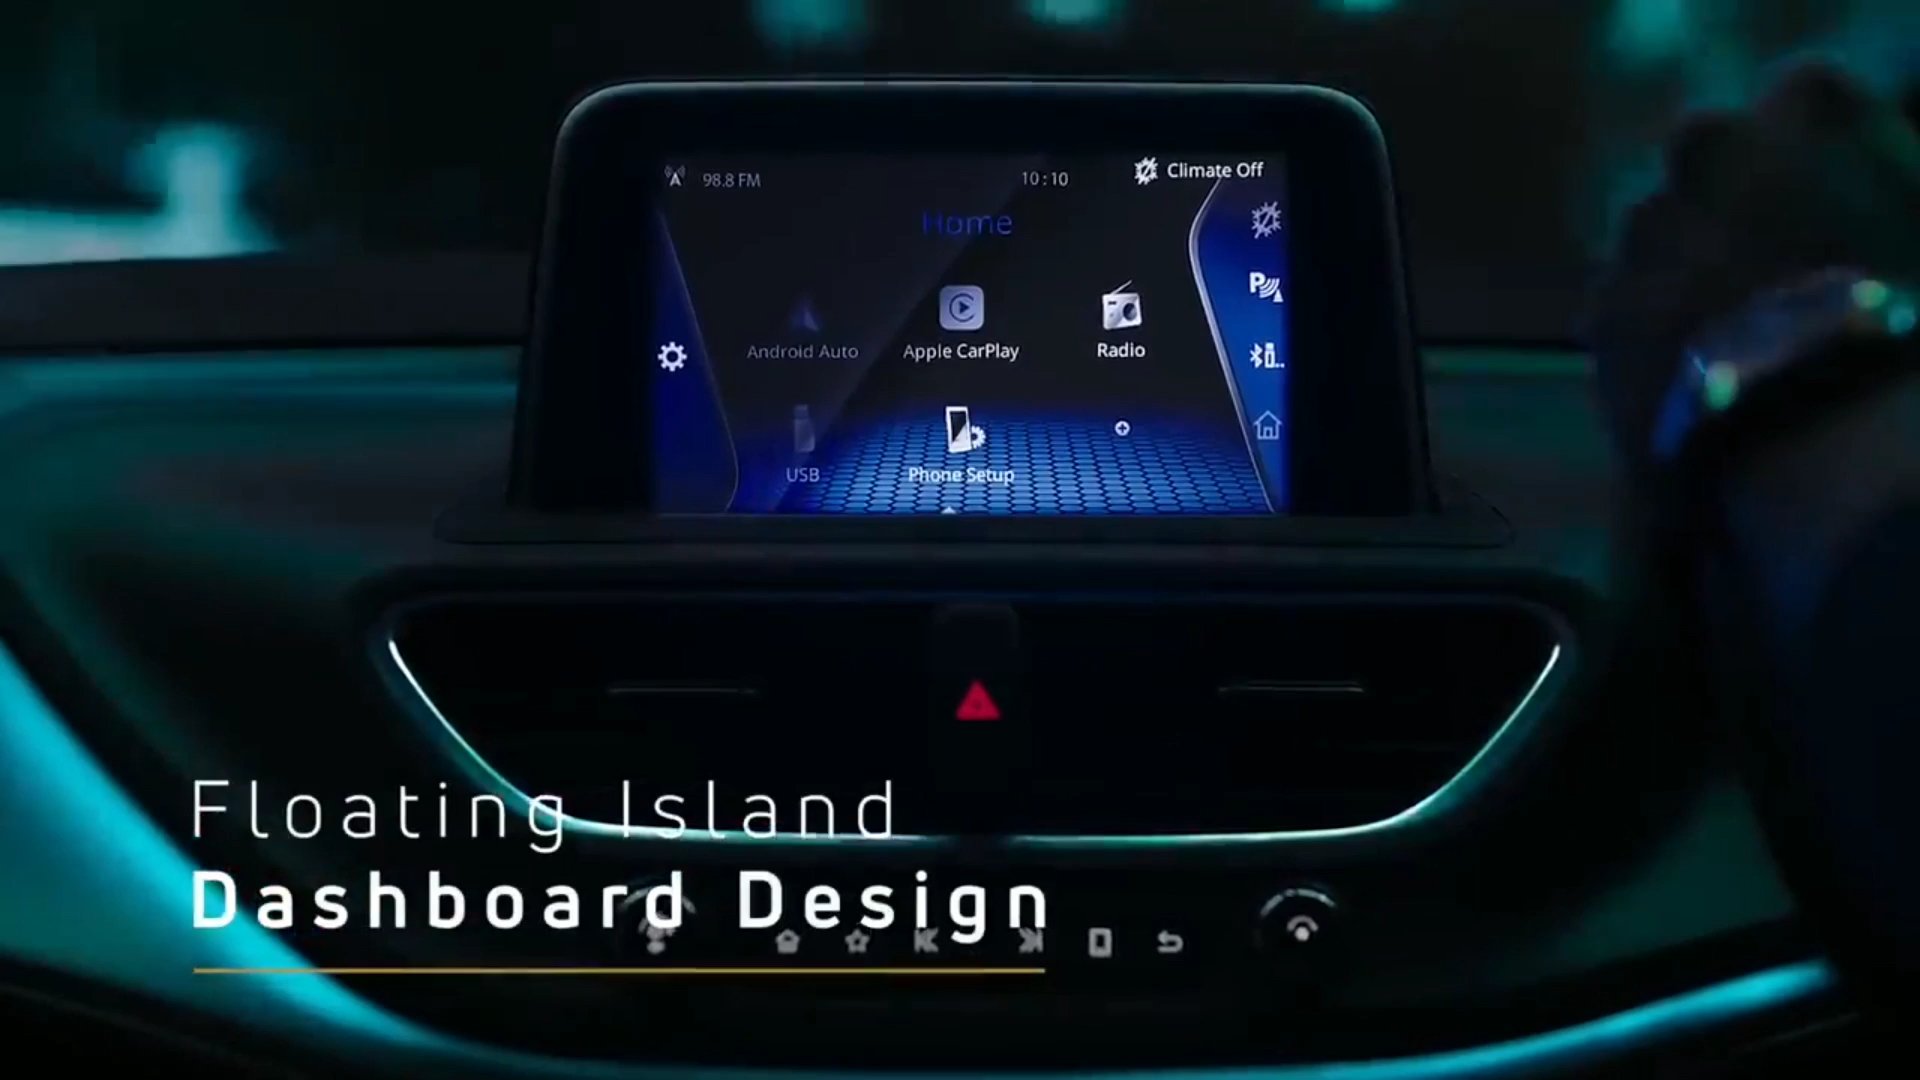 98.8 FM
10:10
Climate Off
Home
P
Android Auto
Apple CarPlay
Radio
USB
Phone Setup
Floating Island
Dashboard Design